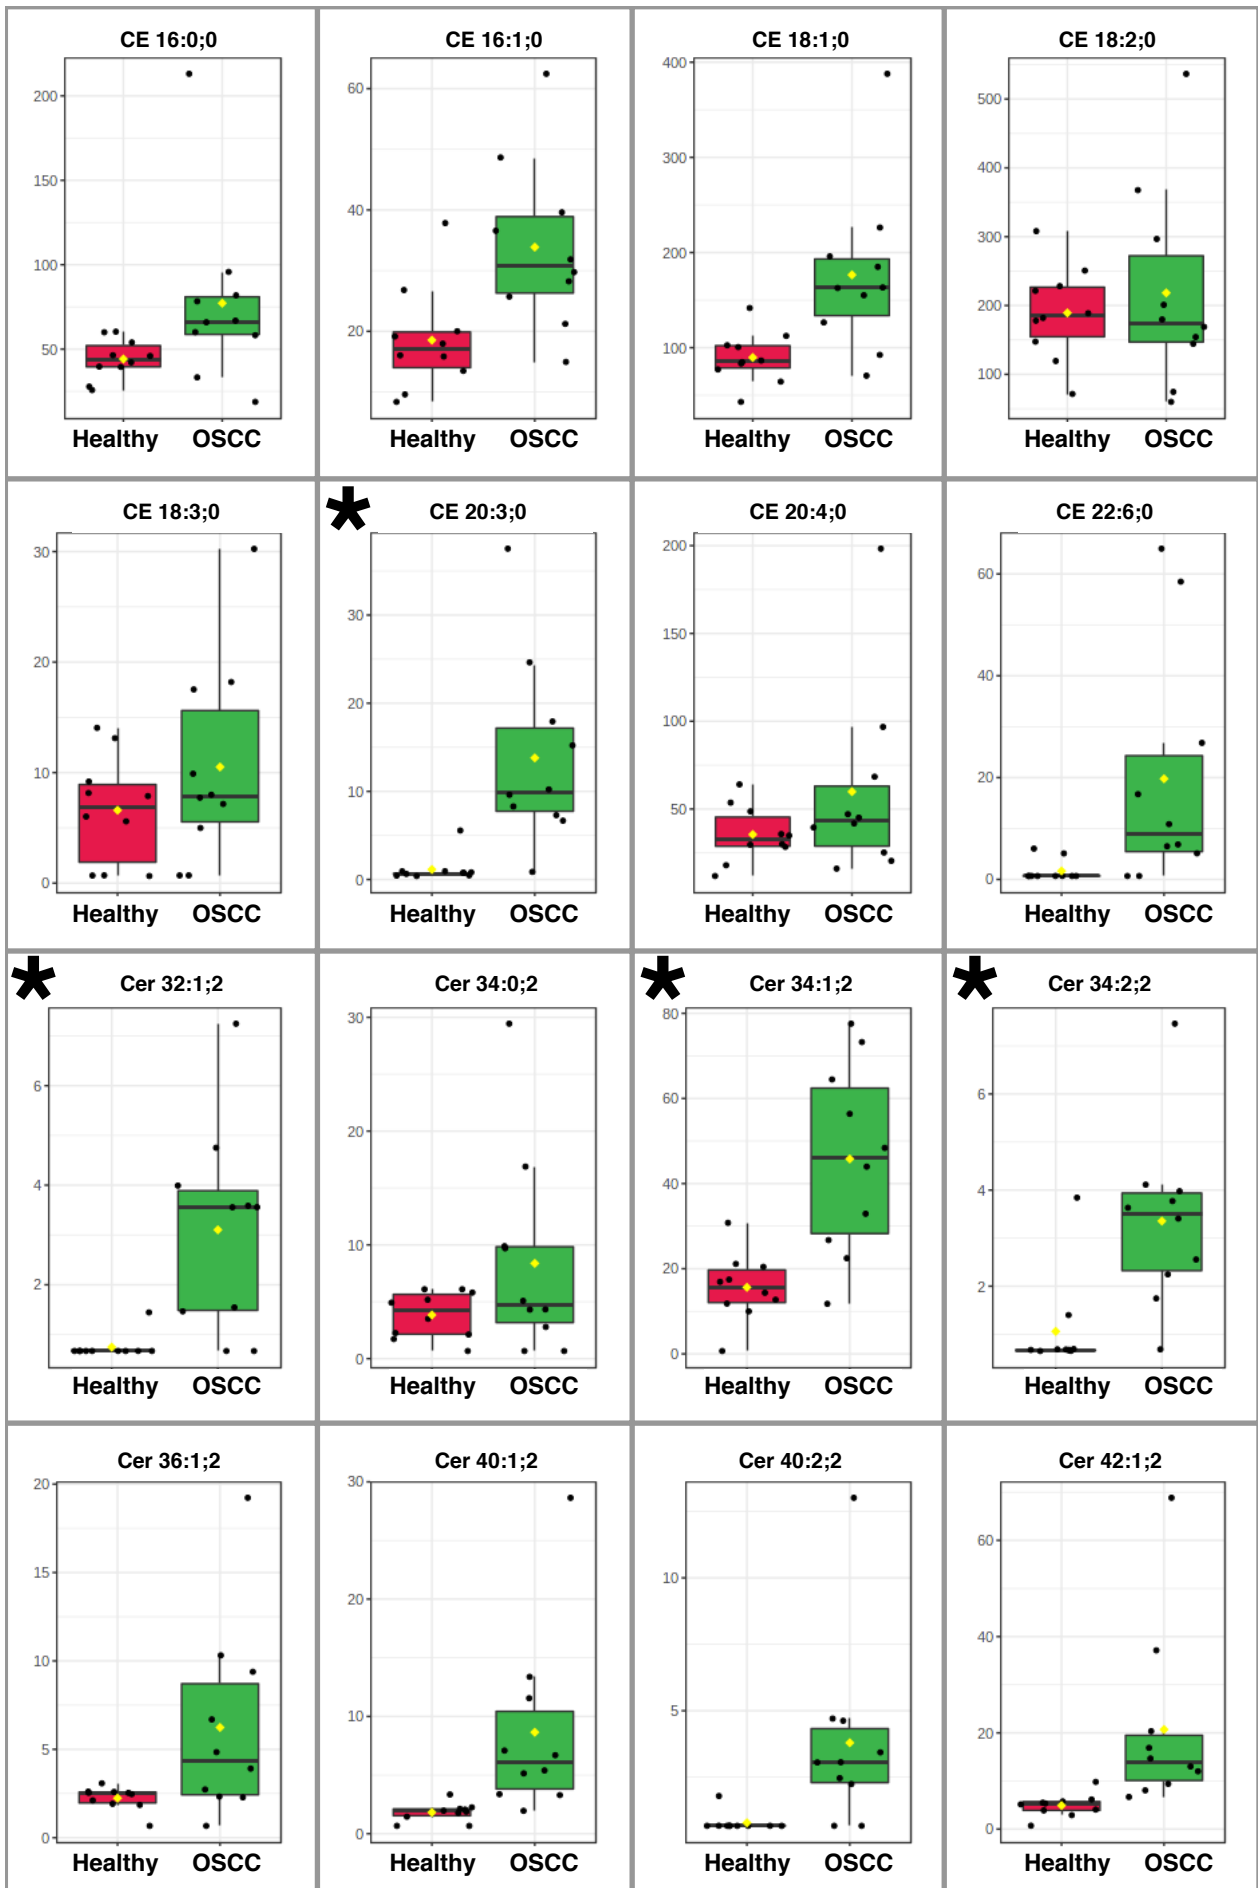 CE 16:0;0
CE 16:1;0
CE 18:1;0
CE 18:2;0
200
150
100
50
60
40
20
400
300
200
100
500
400
300
200
100
Healthy OSCC
Healthy OSCC
Healthy OSCC
Healthy OSCC
*
CE 18:3;0
CE 20:3;0
CE 20:4;0
CE 22:6;0
30
20
10
0
30
20
10
0
200
150
100
50
60
40
20
0
Healthy OSCC
Healthy OSCC
Healthy OSCC
Healthy OSCC
*
*
*
Cer 32:1;2
Cer 34:0;2
Cer 34:1;2
Cer 34:2;2
6
4
2
30
20
10
0
80
60
40
20
0
6
4
2
Healthy OSCC
Healthy OSCC
Healthy OSCC
Healthy OSCC
Cer 36:1;2
Cer 40:1;2
Cer 40:2;2
Cer 42:1;2
20
15
10
5
0
30
20
10
0
10
5
60
40
20
0
Healthy OSCC
Healthy OSCC
Healthy OSCC
Healthy OSCC